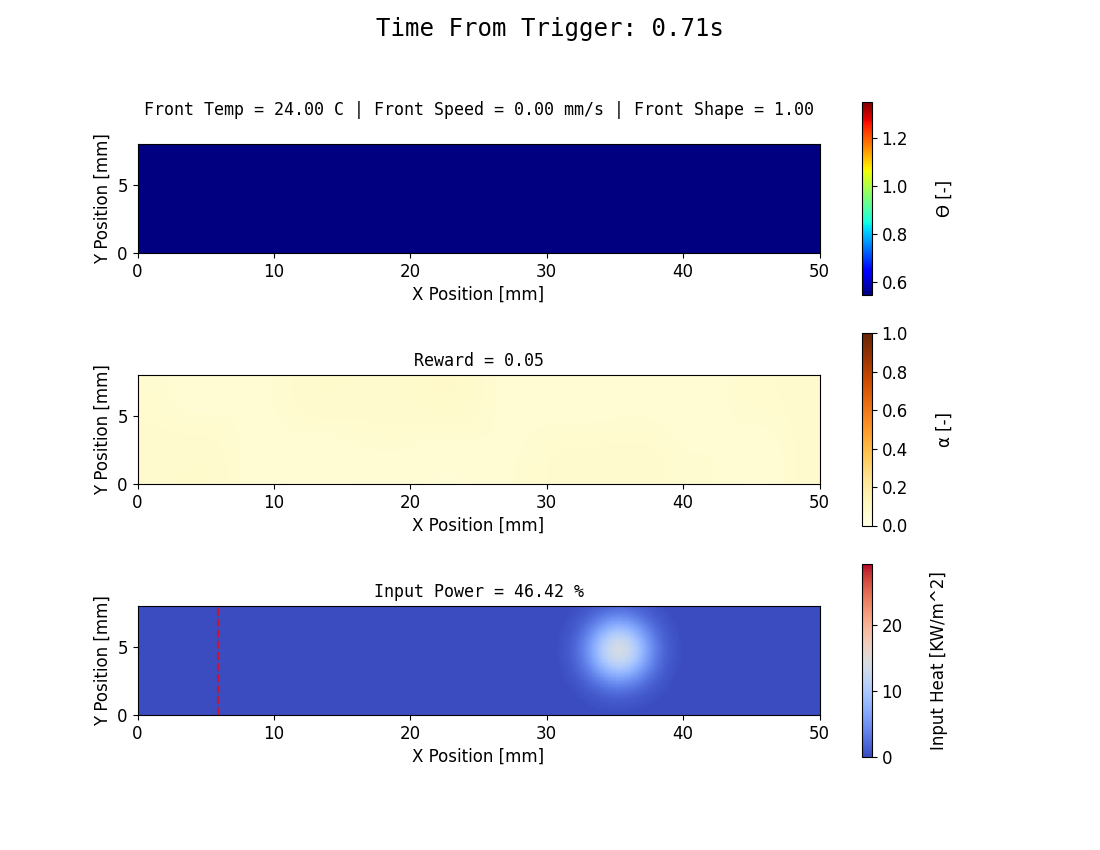 Time From Trigger: 0.71s
Front Temp = 24.00 C | Front Speed = 0.00 mm/s | Front Shape = 1.00
Y Position [mm]
5
0
0 10 20 30 40 50
X Position [mm]
1.2
1.0
0.8
0.6
Θ [-]
Reward = 0.05
Y Position [mm]
5
0
0 10 20 30 40 50
X Position [mm]
1.0
0.8
0.6
0.4
0.2
0.0
α [-]
Input Power = 46.42 %
Y Position [mm]
5
0
0 10 20 30 40 50
X Position [mm]
20
10
0
Input Heat [KW/m^2]